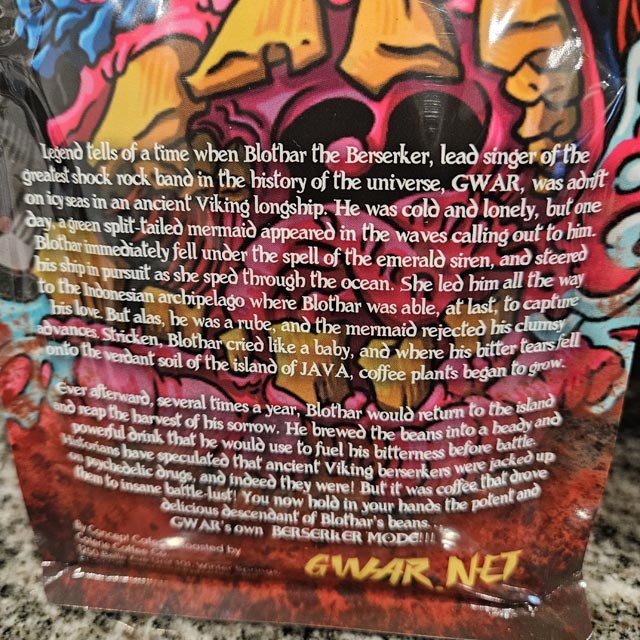 Legend tells of a time when Blothar the Berserker, lead singer of the
greatest shock rock band in the history of the universe, GWAR, was adrift
on icy seas in an ancient Viking longship. He was cold and lonely, but one
day, a green split-tailed mermaid appeared in the waves calling out to him.
Blothar immediately fell under the spell of the emerald siren, and steered
his ship in pursuit as she sped through the ocean. She led him all the way
to the Indonesian archipelago where Blothar was able, at last, to capture
his love. But alas, he was a rube, and the mermaid rejected his clumsy
advances. Stricken, Blothar cried like a baby, and where his bitter tears fell
onto the verdant soil of the island of JAVA, coffee plants began to grow.
Ever afterward, several times a year, Blothar would return to the island
and reap the harvest of his sorrow. He brewed the beans into a heady and
powerful drink that he would use to fuel his bitterness before battle.
Historians have speculated that ancient Viking berserkers were jacked up
on psychedelic drugs, and indeed they were! But it was coffee that drove
them to insane battle-lust! You now hold in your hands the potent and
delicious descendant of Blothar's beans...
GWAR's own BERSERKER MODE!!!
By Concept Cafes, Roasted by
Coffee Co
Winter Springs
GWAR.NET